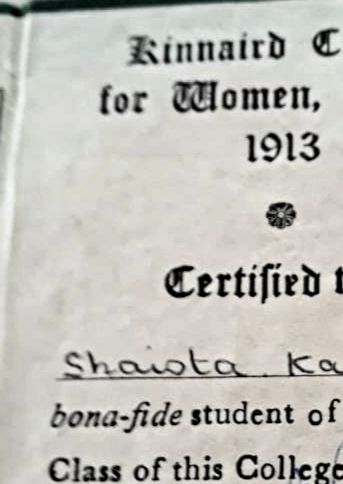 Kinnaird C
for Women,
1913
Certified t
Shaista Ka
bona-fide student of
Class of this College